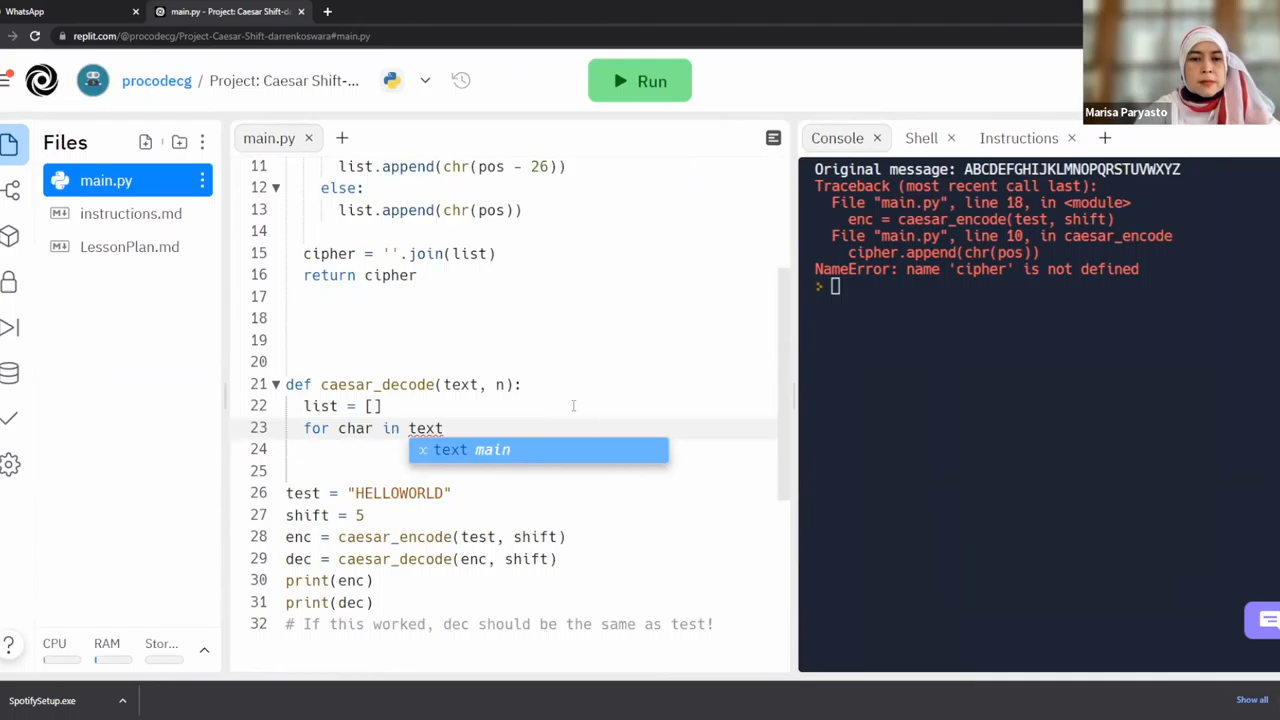 WhatsApp
main.py - Project: Caesar Shift-da
replit.com/@procodecg/Project-Caesar-Shift-darrenkoswara#main.py
procodecg / Project: Caesar Shift-...
Run
Marisa Paryasto
Files
main.py
instructions.md
LessonPlan.md
CPU
RAM
Stor...
main.py
11 list.append(chr(pos - 26))
12 else:
13 list.append(chr(pos))
14
15 cipher = ''.join(list)
16 return cipher
17
18
19
20
21 def caesar_decode(text, n):
22 list = []
23 for char in text
24 x text main
25
26 test = "HELLOWORLD"
27 shift = 5
28 enc = caesar_encode(test, shift)
29 dec = caesar_decode(enc, shift)
30 print(enc)
31 print(dec)
32 # If this worked, dec should be the same as test!
Console
Shell
Instructions
Original message: ABCDEFGHIJKLMNOPQRSTUVWXYZ
Traceback (most recent call last):
File "main.py", line 18, in <module>
enc = caesar_encode(test, shift)
File "main.py", line 10, in caesar_encode
cipher.append(chr(pos))
NameError: name 'cipher' is not defined
>
SpotifySetup.exe
Show all